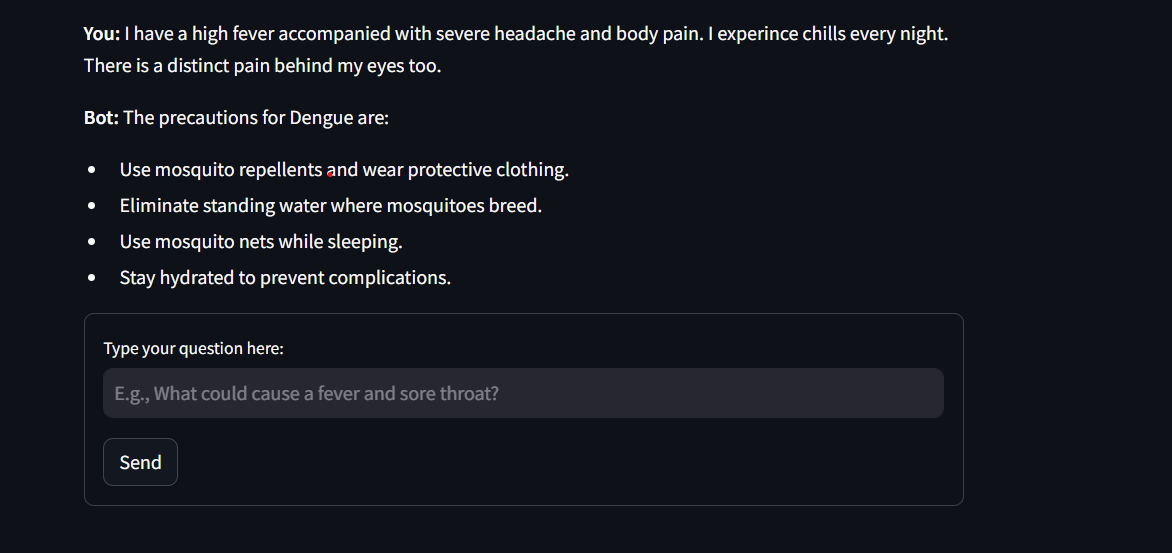 You: I have a high fever accompanied with severe headache and body pain. I experince chills every night.
There is a distinct pain behind my eyes too.
Bot: The precautions for Dengue are:
• Use mosquito repellents and wear protective clothing.
• Eliminate standing water where mosquitoes breed.
• Use mosquito nets while sleeping.
• Stay hydrated to prevent complications.
Type your question here:
E.g., What could cause a fever and sore throat?
Send